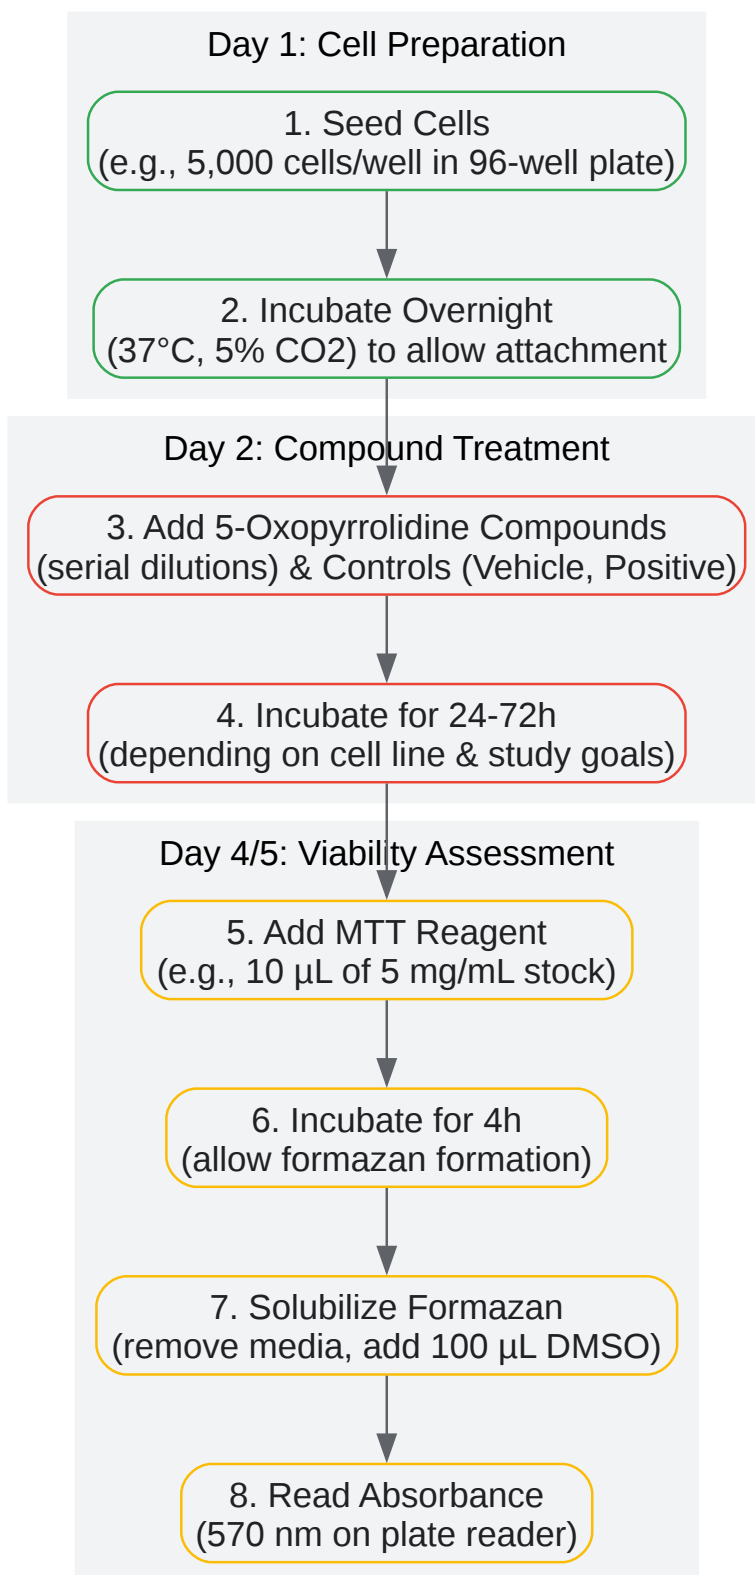 Day 1: Cell Preparation
1. Seed Cells
(e.g., 5,000 cells/well in 96-well plate)
2. Incubate Overnight
(37°C, 5% CO2) to allow attachment
Day 2: Compound Treatment
3. Add 5-Oxopyrrolidine Compounds
(serial dilutions) & Controls (Vehicle, Positive)
4. Incubate for 24-72h
(depending on cell line & study goals)
Day 4/5: Viability Assessment
5. Add MTT Reagent
(e.g., 10 µL of 5 mg/mL stock)
6. Incubate for 4h
(allow formazan formation)
7. Solubilize Formazan
(remove media, add 100 µL DMSO)
8. Read Absorbance
(570 nm on plate reader)